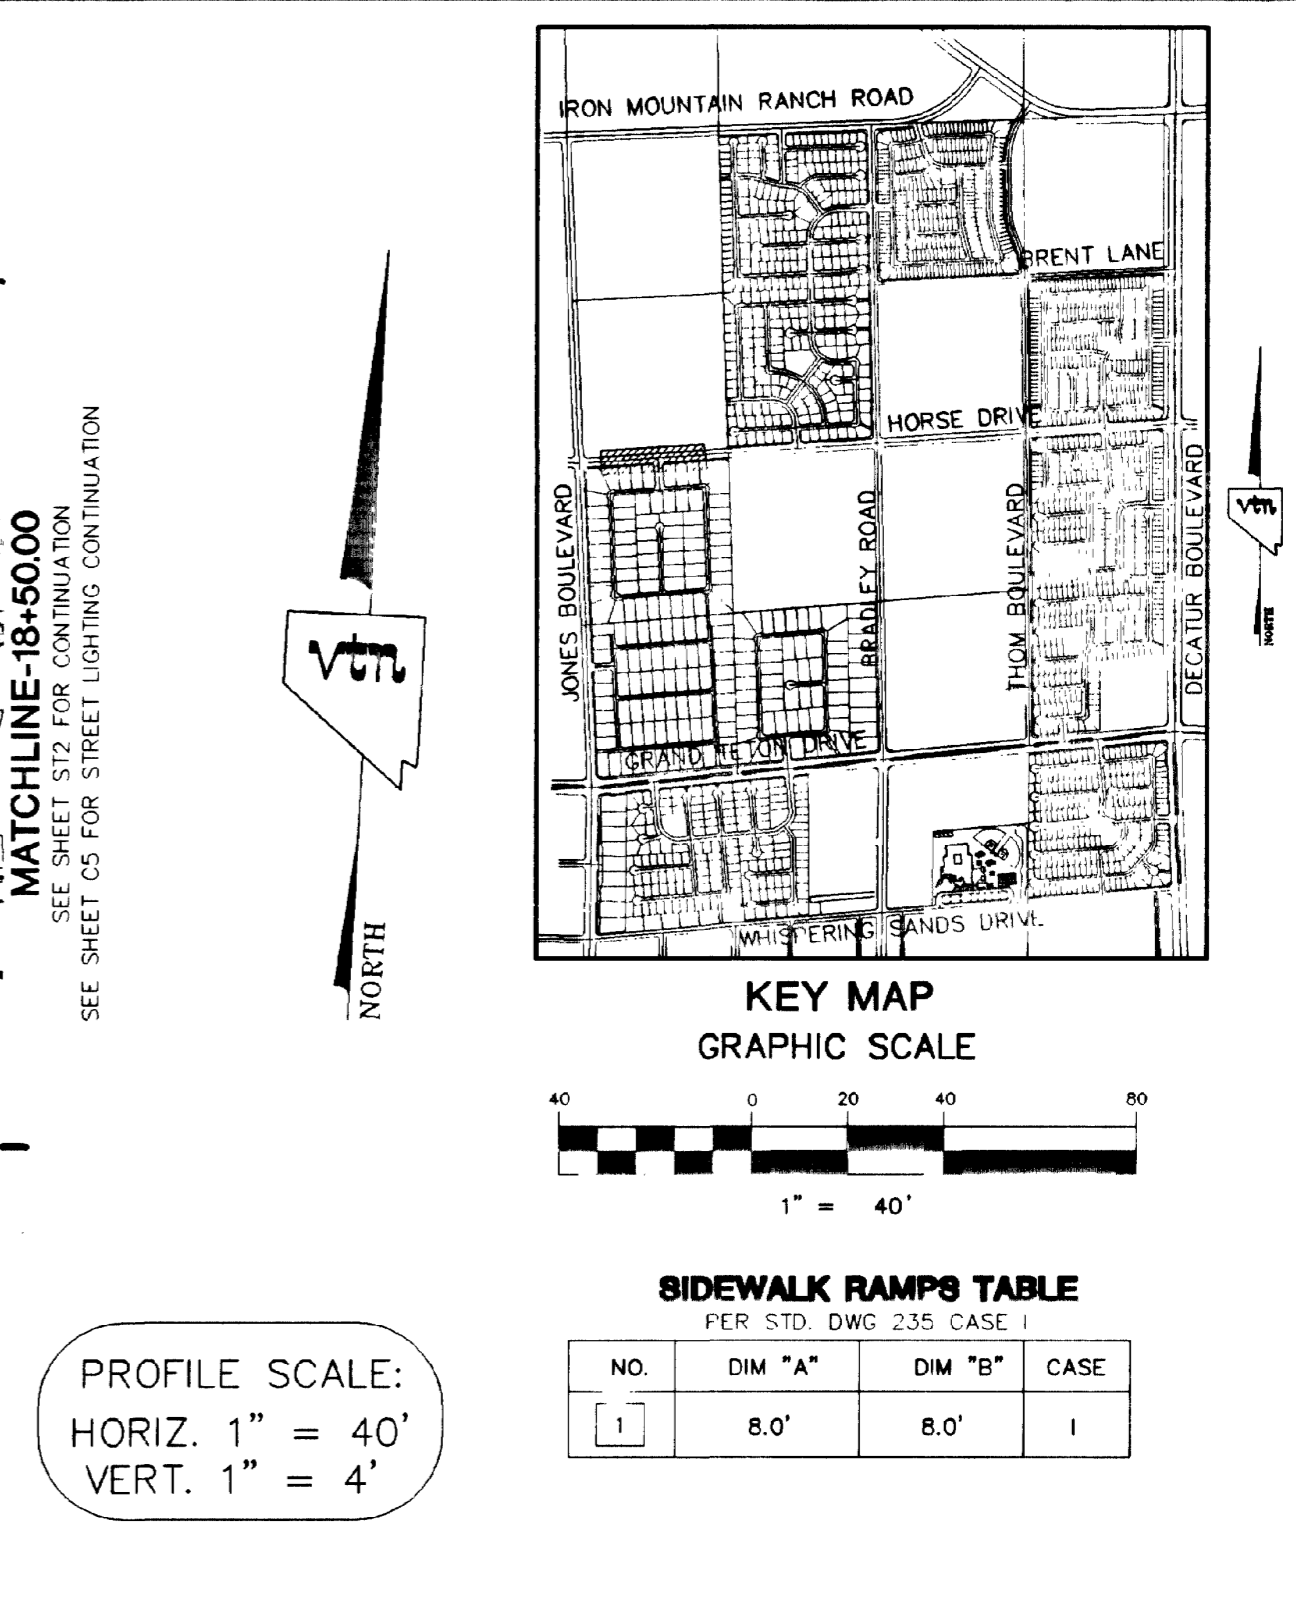 MATCHLINE-18+50.00
SEE SHEET ST2 FOR CONTINUATION
SEE SHEET C5 FOR STREET LIGHTING CONTINUATION
vtn
NORTH
IRON MOUNTAIN RANCH ROAD
BRENT LANE
HORSE DRIVE
JONES BOULEVARD
BRADLEY ROAD
THOM BOULEVARD
DECATUR BOULEVARD
GRAND TETON DRIVE
WHISPERING SANDS DRIVE
vtn
NORTH
KEY MAP
GRAPHIC SCALE
40 0 20 40 80
1" = 40'
SIDEWALK RAMPS TABLE
PER STD. DWG 235 CASE I
NO. DIM "A" DIM "B" CASE
1 8.0' 8.0' I
PROFILE SCALE:
HORIZ. 1" = 40'
VERT. 1" = 4'